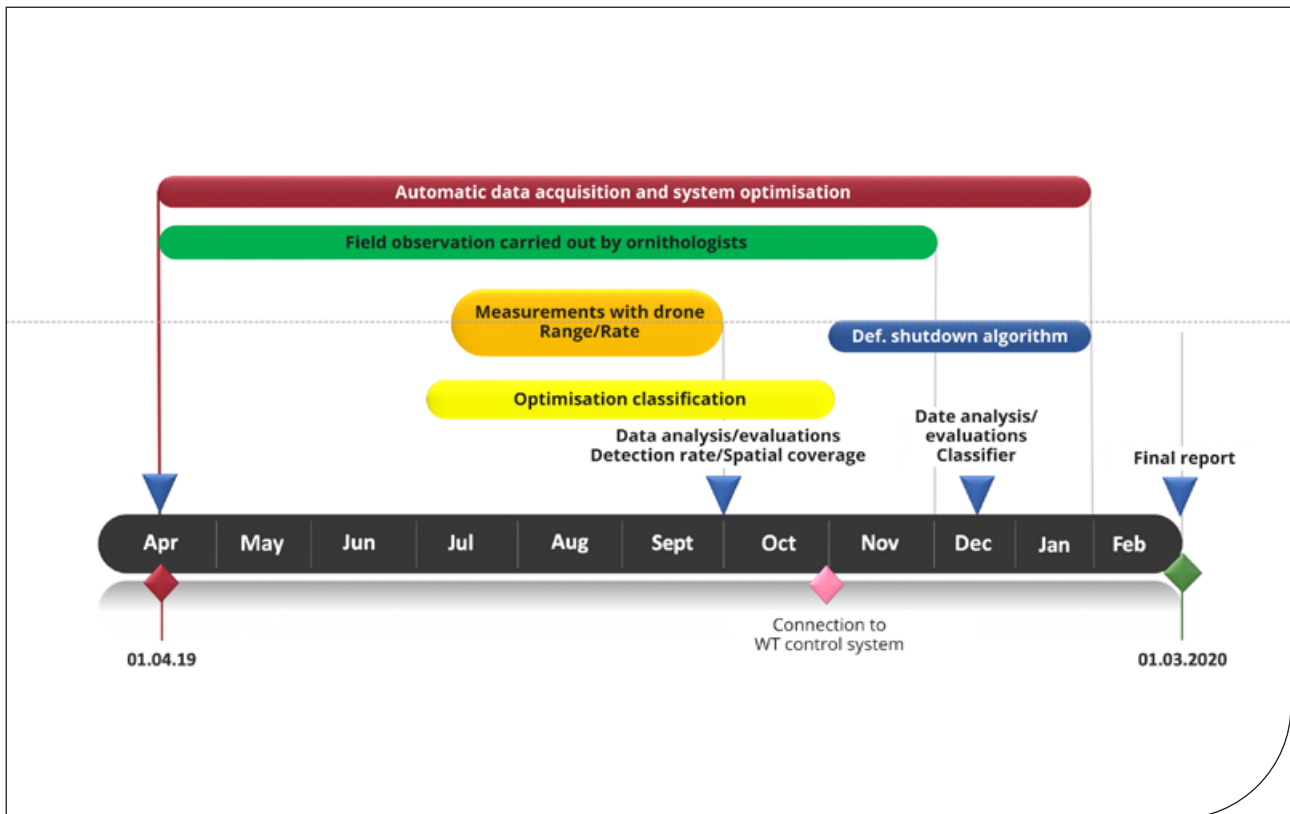 Automatic data acquisition and system optimisation
Field observation carried out by ornithologists
Measurements with drone
Range/Rate
Def. shutdown algorithm
Optimisation classification
Data analysis/evaluations
Detection rate/Spatial coverage
Date analysis/
evaluations
Classifier
Final report
Apr May Jun Jul Aug Sept Oct Nov Dec Jan Feb
Connection to
WT control system
01.04.19
01.03.2020